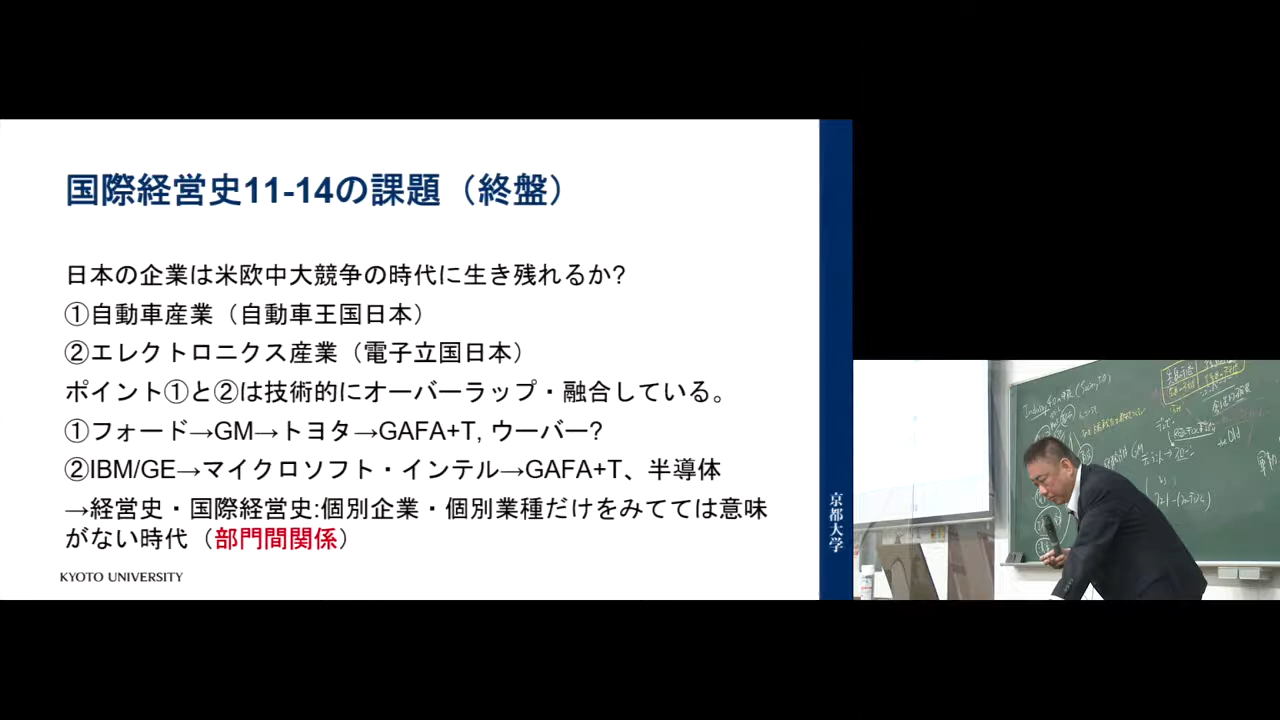 国際経営史11-14の課題（終盤）
日本の企業は米欧中大競争の時代に生き残れるか?
①自動車産業（自動車王国日本）
②エレクトロニクス産業（電子立国日本）
ポイント①と②は技術的にオーバーラップ・融合している。
①フォード→GM→トヨタ→GAFA+T, ウーバー?
②IBM/GE→マイクロソフト・インテル→GAFA+T、半導体
→経営史・国際経営史:個別企業・個別業種だけをみてては意味
がない時代（部門間関係）
KYOTO UNIVERSITY
京都大学